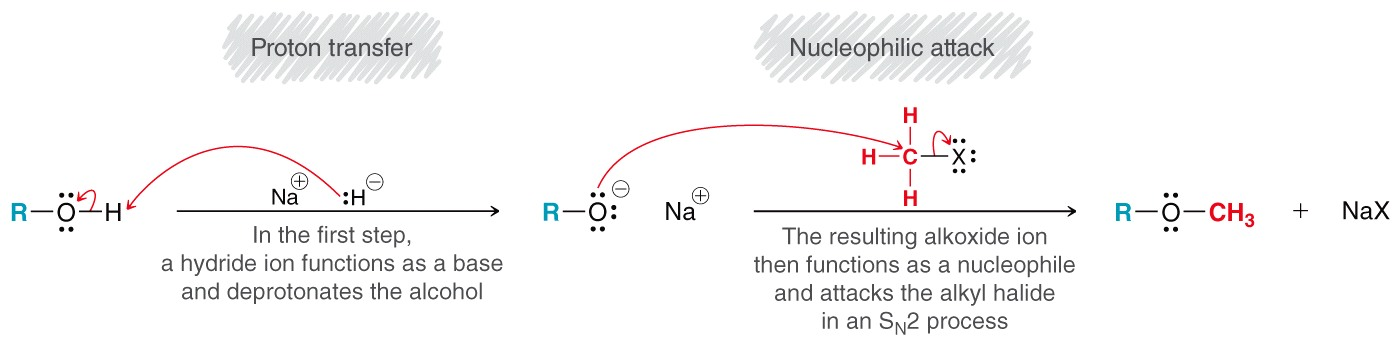 Proton transfer
Nucleophilic attack
H
H–C–X:
H
R–O–H
Na⊕ :H⊖
R–O:⊖ Na⊕
R–O–CH₃ + NaX
In the first step,
a hydride ion functions as a base
and deprotonates the alcohol
The resulting alkoxide ion
then functions as a nucleophile
and attacks the alkyl halide
in an SN2 process